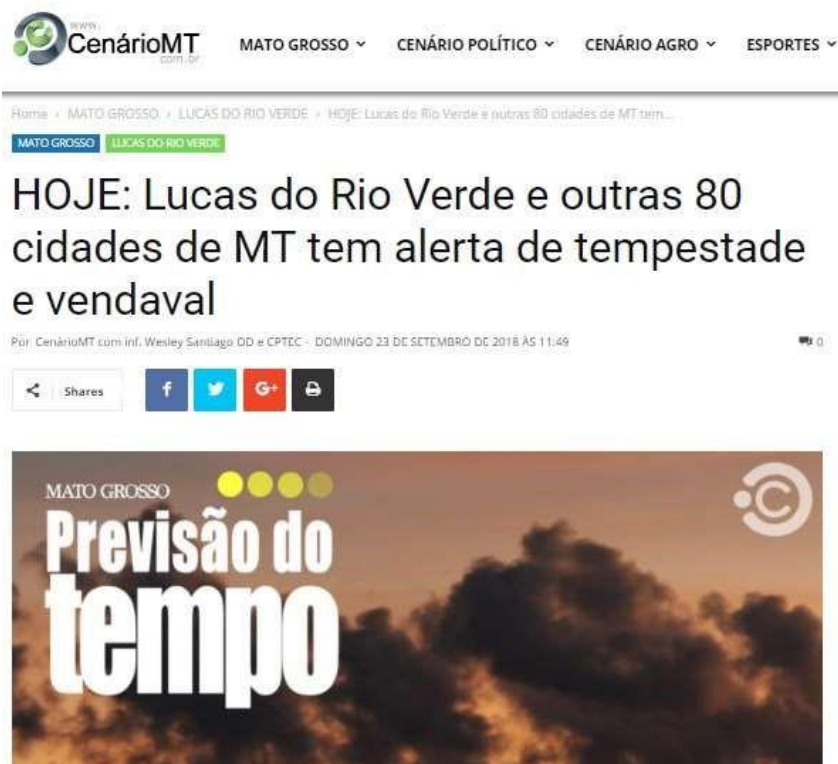 www.
CenárioMT
com.br
MATO GROSSO CENÁRIO POLÍTICO CENÁRIO AGRO ESPORTES
Home › MATO GROSSO › LUCAS DO RIO VERDE › HOJE: Lucas do Rio Verde e outras 80 cidades de MT tem...
MATO GROSSO LUCAS DO RIO VERDE
HOJE: Lucas do Rio Verde e outras 80
cidades de MT tem alerta de tempestade
e vendaval
Por CenárioMT com inf. Wesley Santiago OD e CPTEC - DOMINGO 23 DE SETEMBRO DE 2018 ÀS 11:49 0
Shares f G+
MATO GROSSO
Previsão do
tempo